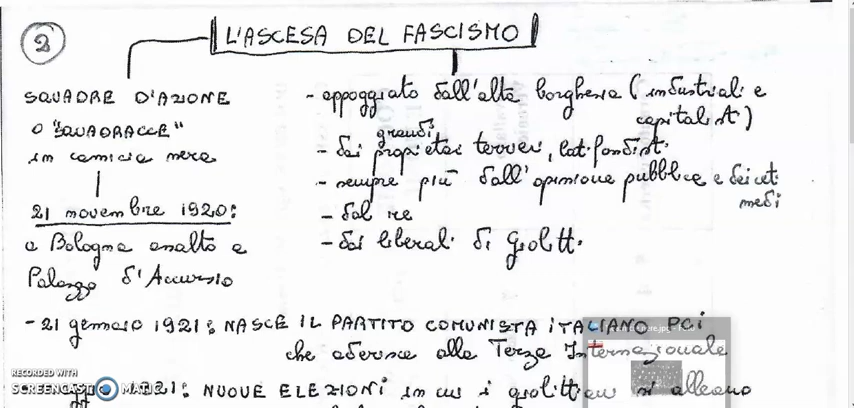 2
L'ASCESA DEL FASCISMO
SQUADRE D'AZIONE
O "SQUADRACCE"
in camicia nera
21 novembre 1920:
a Bologna assalto a
Palazzo d'Accursio
- appoggiato dall'alta borghesia (industriali e
capitalisti)
- dai grandi proprietari terrieri, latifondisti
- sempre più dall'opinione pubblica e dei ceti
medi
- dal re
- dai liberali di Giolitti
- 21 gennaio 1921: NASCE IL PARTITO COMUNISTA ITALIANO PCI
che aderisce alla Terza Internazionale
1921: NUOVE ELEZIONI in cui i giolittiani si alleano
RECORDED WITH
SCREENCAST MATIC